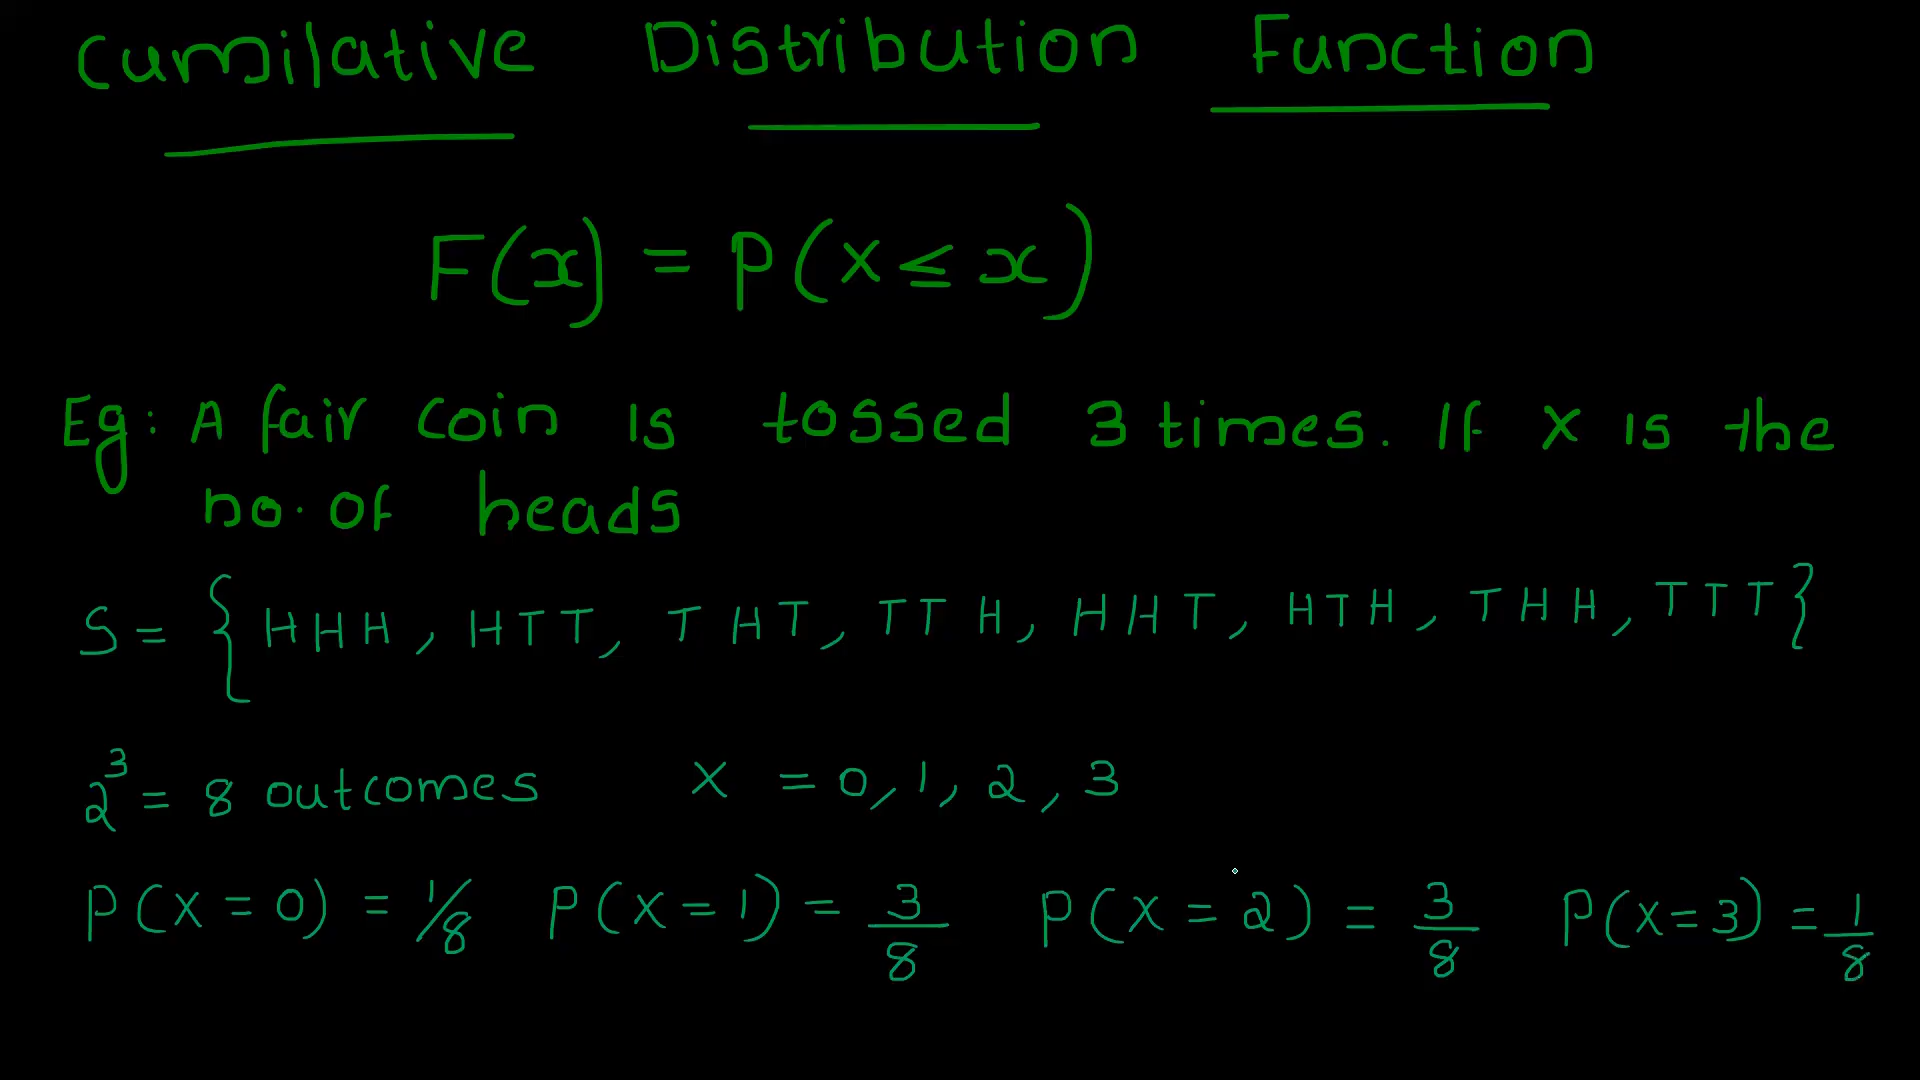 Cumilative Distribution Function
F(x) = P(X ≤ x)
Eg: A fair coin is tossed 3 times. If X is the
no. of heads
S = {HHH, HTT, THT, TTH, HHT, HTH, THH, TTT}
2³ = 8 outcomes X = 0, 1, 2, 3
P(X = 0) = 1/8 P(X = 1) = 3/8 P(X = 2) = 3/8 P(X = 3) = 1/8